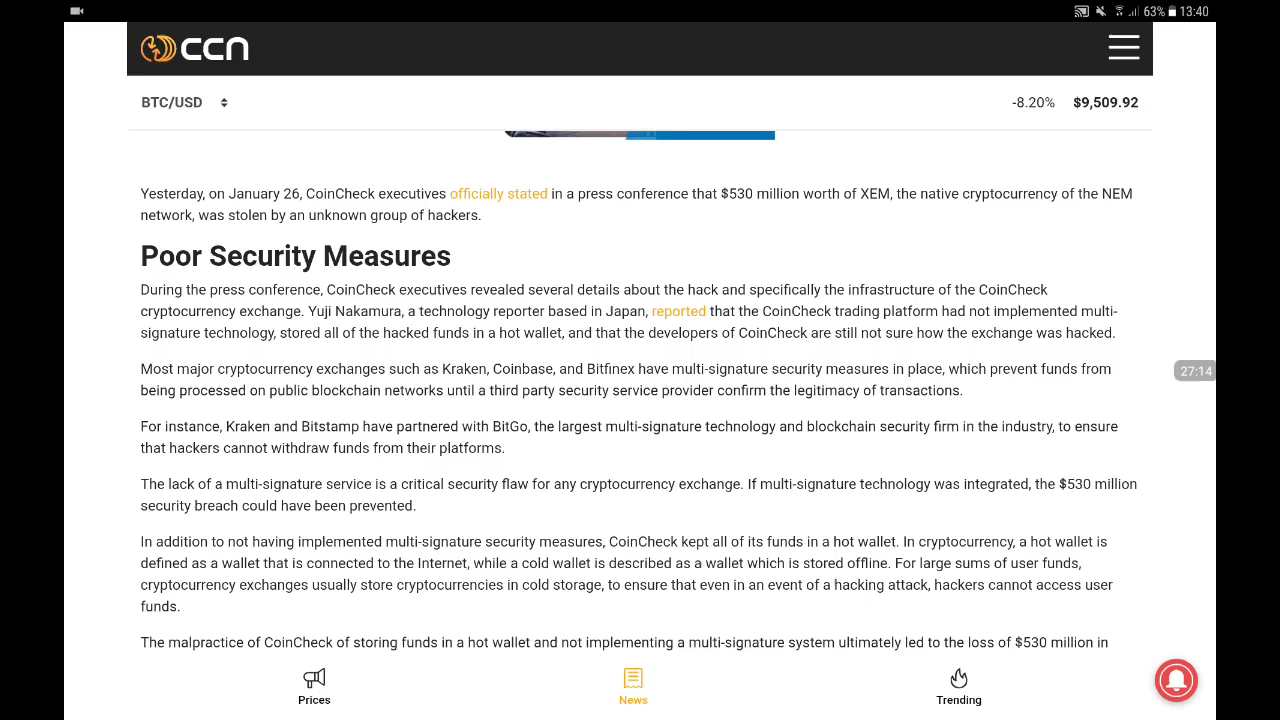 63% 13:40
ccn
BTC/USD -8.20% $9,509.92
Yesterday, on January 26, CoinCheck executives officially stated in a press conference that $530 million worth of XEM, the native cryptocurrency of the NEM
network, was stolen by an unknown group of hackers.
Poor Security Measures
During the press conference, CoinCheck executives revealed several details about the hack and specifically the infrastructure of the CoinCheck
cryptocurrency exchange. Yuji Nakamura, a technology reporter based in Japan, reported that the CoinCheck trading platform had not implemented multi-
signature technology, stored all of the hacked funds in a hot wallet, and that the developers of CoinCheck are still not sure how the exchange was hacked.
27:14
Most major cryptocurrency exchanges such as Kraken, Coinbase, and Bitfinex have multi-signature security measures in place, which prevent funds from
being processed on public blockchain networks until a third party security service provider confirm the legitimacy of transactions.
For instance, Kraken and Bitstamp have partnered with BitGo, the largest multi-signature technology and blockchain security firm in the industry, to ensure
that hackers cannot withdraw funds from their platforms.
The lack of a multi-signature service is a critical security flaw for any cryptocurrency exchange. If multi-signature technology was integrated, the $530 million
security breach could have been prevented.
In addition to not having implemented multi-signature security measures, CoinCheck kept all of its funds in a hot wallet. In cryptocurrency, a hot wallet is
defined as a wallet that is connected to the Internet, while a cold wallet is described as a wallet which is stored offline. For large sums of user funds,
cryptocurrency exchanges usually store cryptocurrencies in cold storage, to ensure that even in an event of a hacking attack, hackers cannot access user
funds.
The malpractice of CoinCheck of storing funds in a hot wallet and not implementing a multi-signature system ultimately led to the loss of $530 million in
Prices News Trending